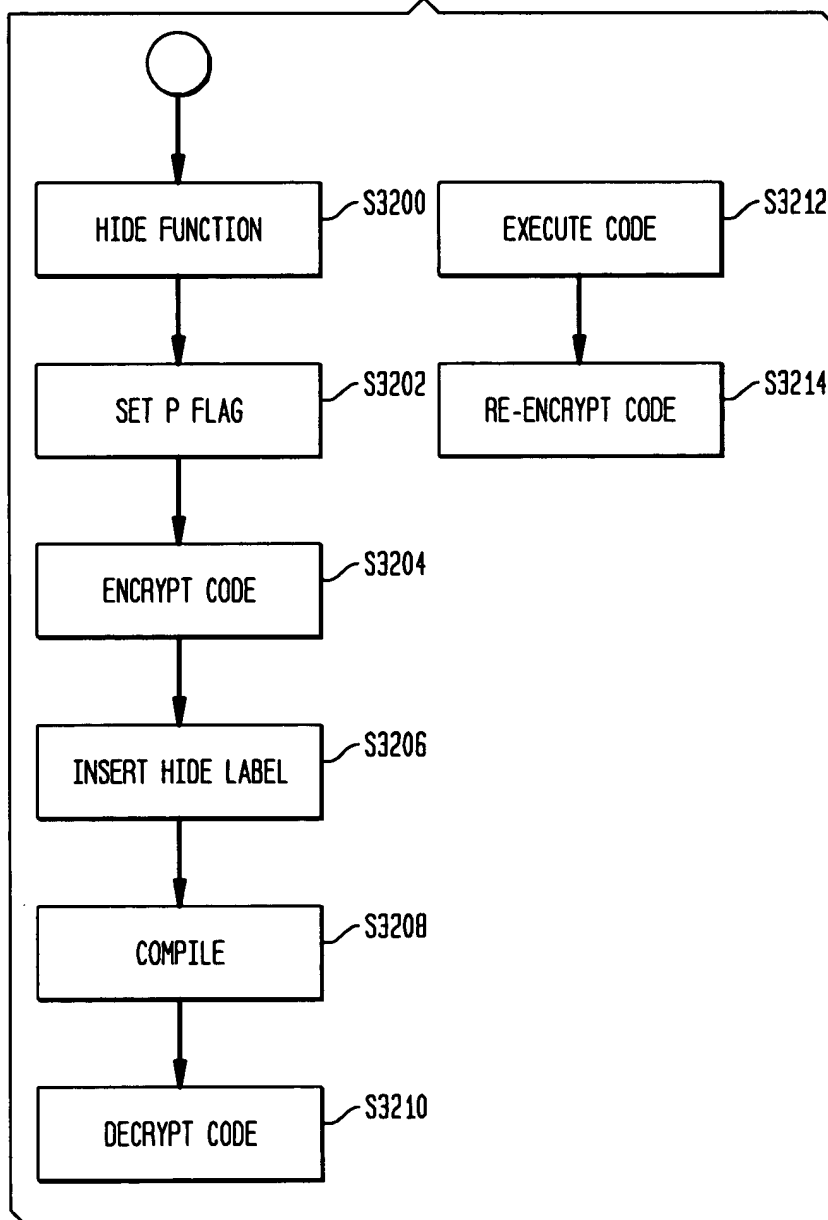 HIDE FUNCTION
S3200
SET P FLAG
S3202
ENCRYPT CODE
S3204
INSERT HIDE LABEL
S3206
COMPILE
S3208
DECRYPT CODE
S3210
EXECUTE CODE
S3212
RE-ENCRYPT CODE
S3214